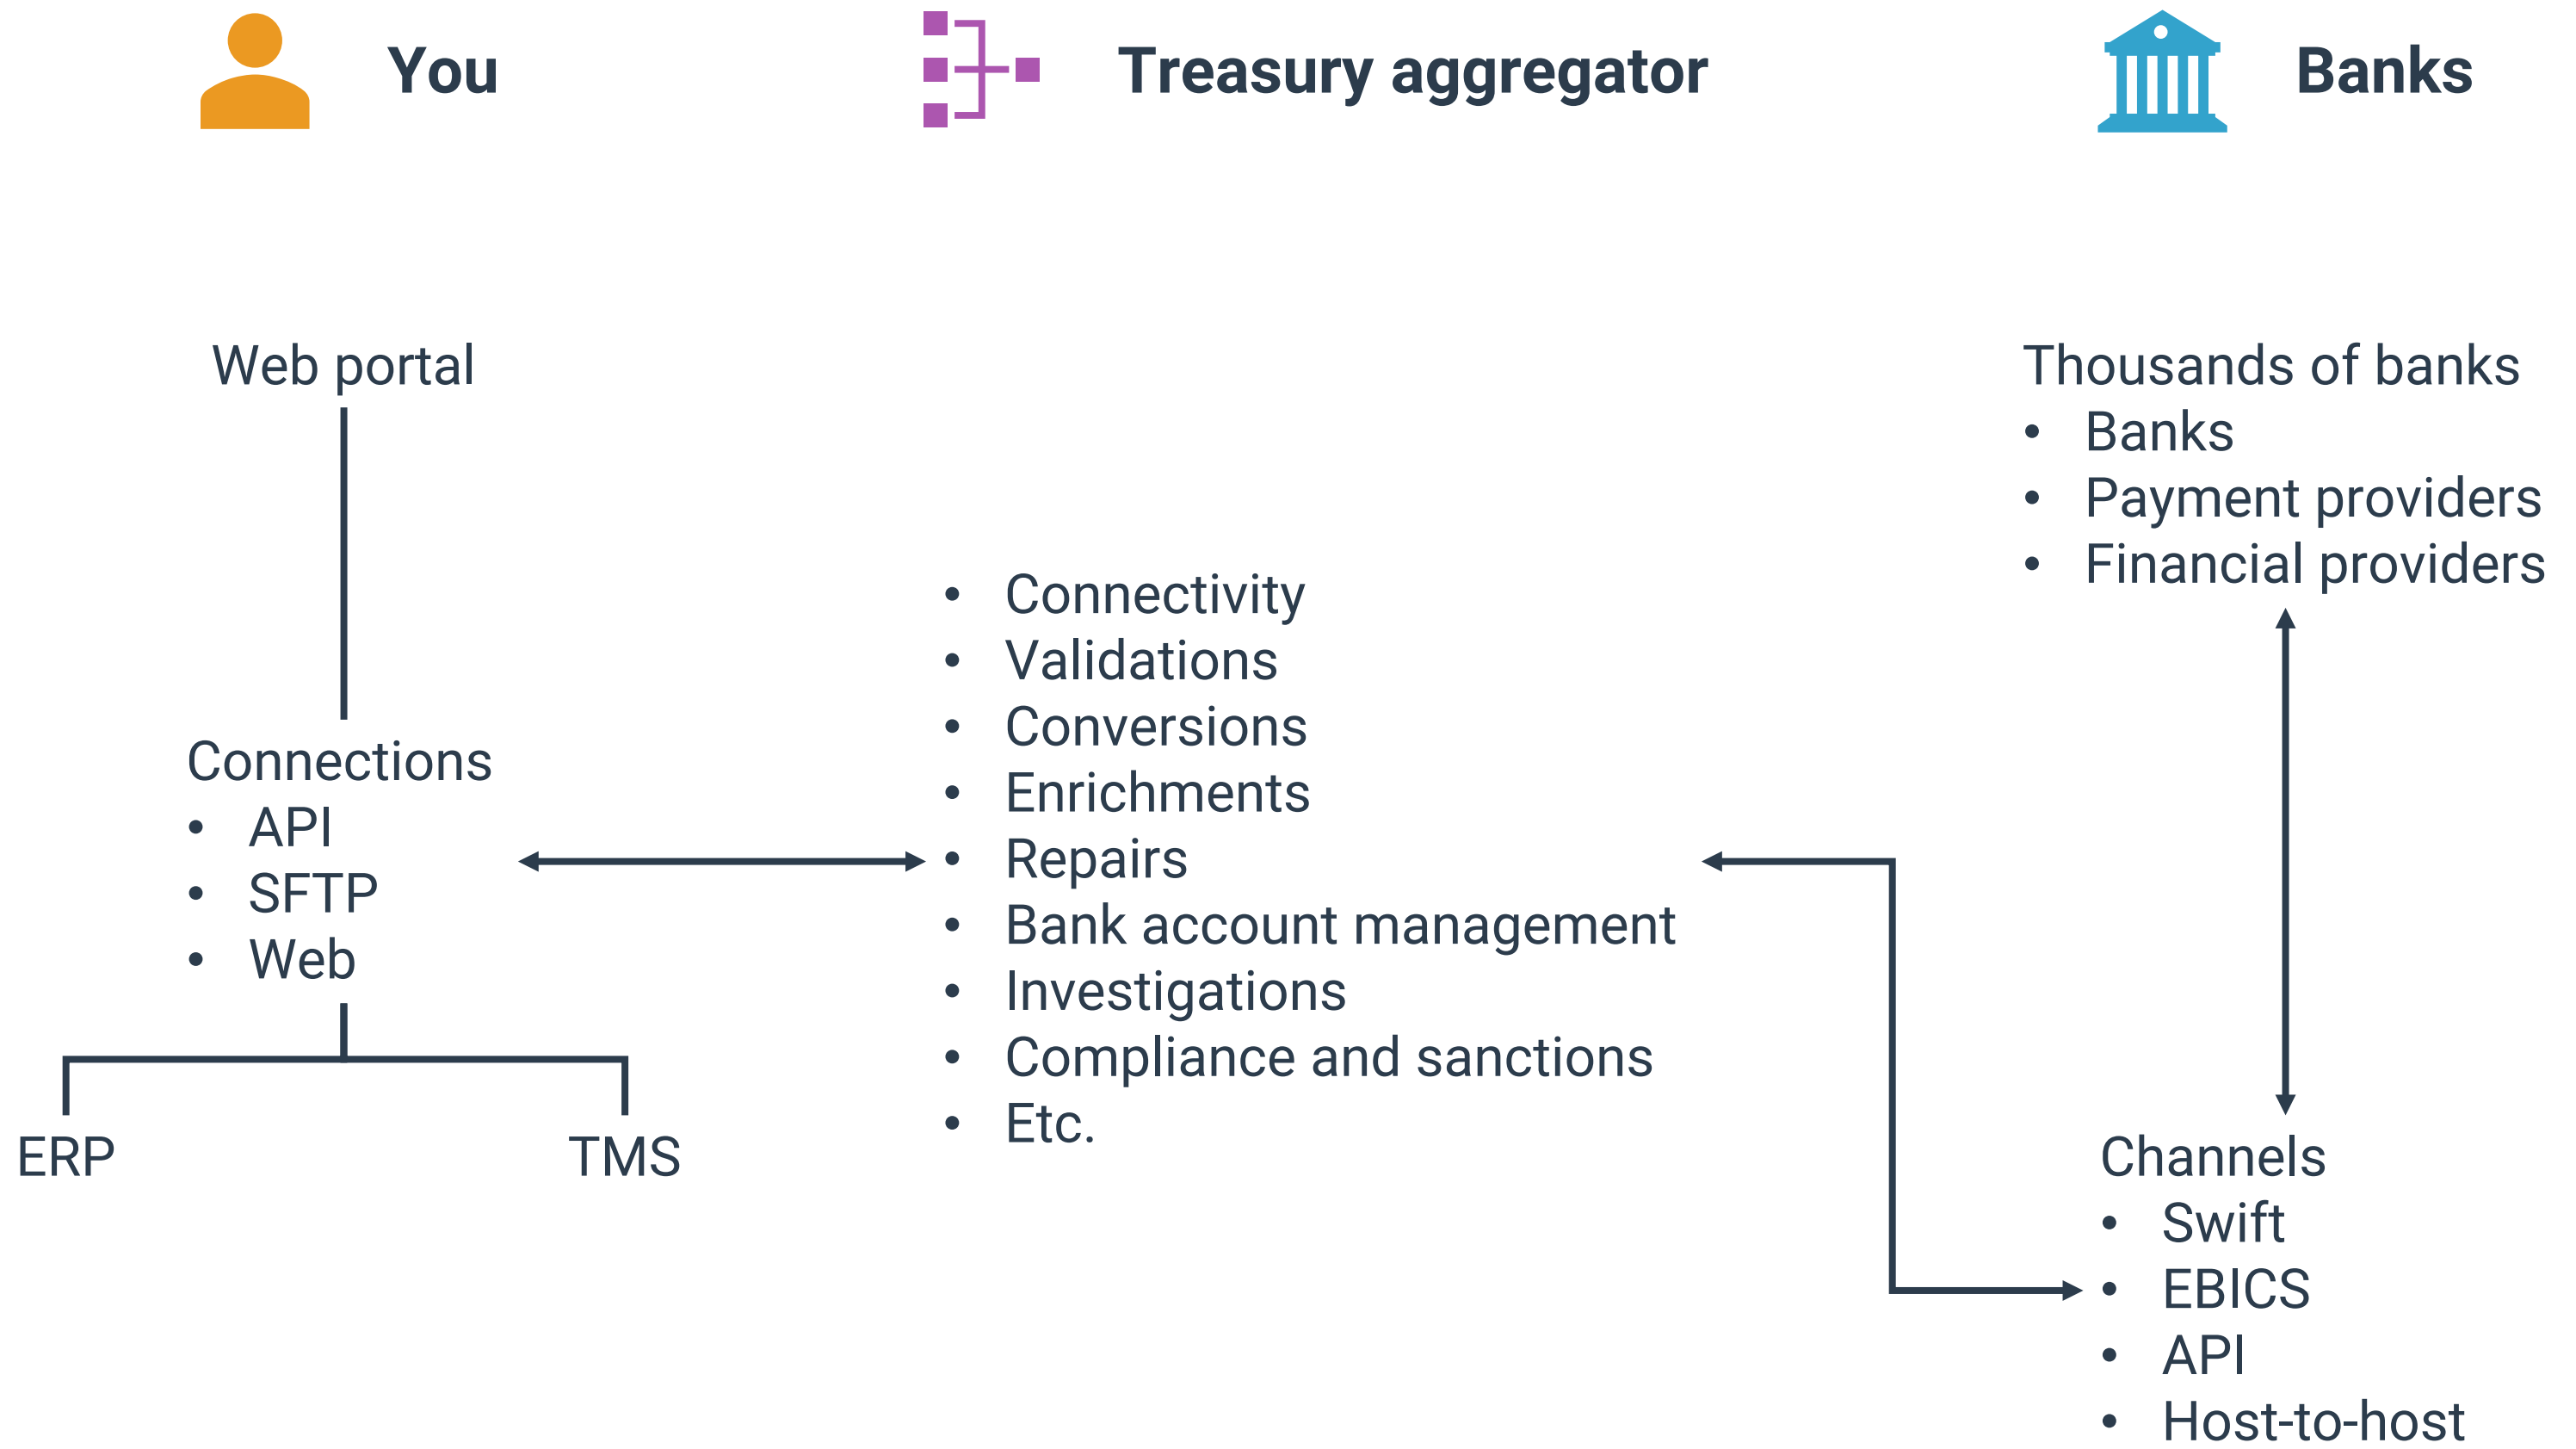 You
Treasury aggregator
Banks
Web portal
Connections
• API
• SFTP
• Web
ERP
TMS
• Connectivity
• Validations
• Conversions
• Enrichments
• Repairs
• Bank account management
• Investigations
• Compliance and sanctions
• Etc.
Thousands of banks
• Banks
• Payment providers
• Financial providers
Channels
• Swift
• EBICS
• API
• Host-to-host